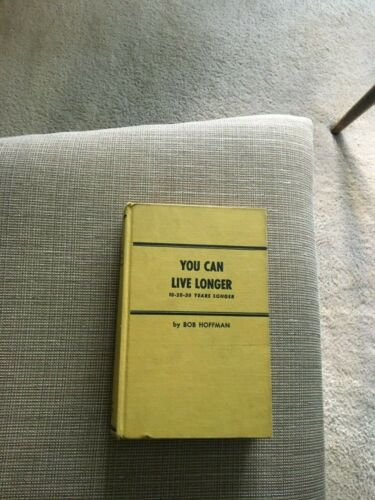 YOU CAN
LIVE LONGER
10-20-30 YEARS LONGER
by BOB HOFFMAN